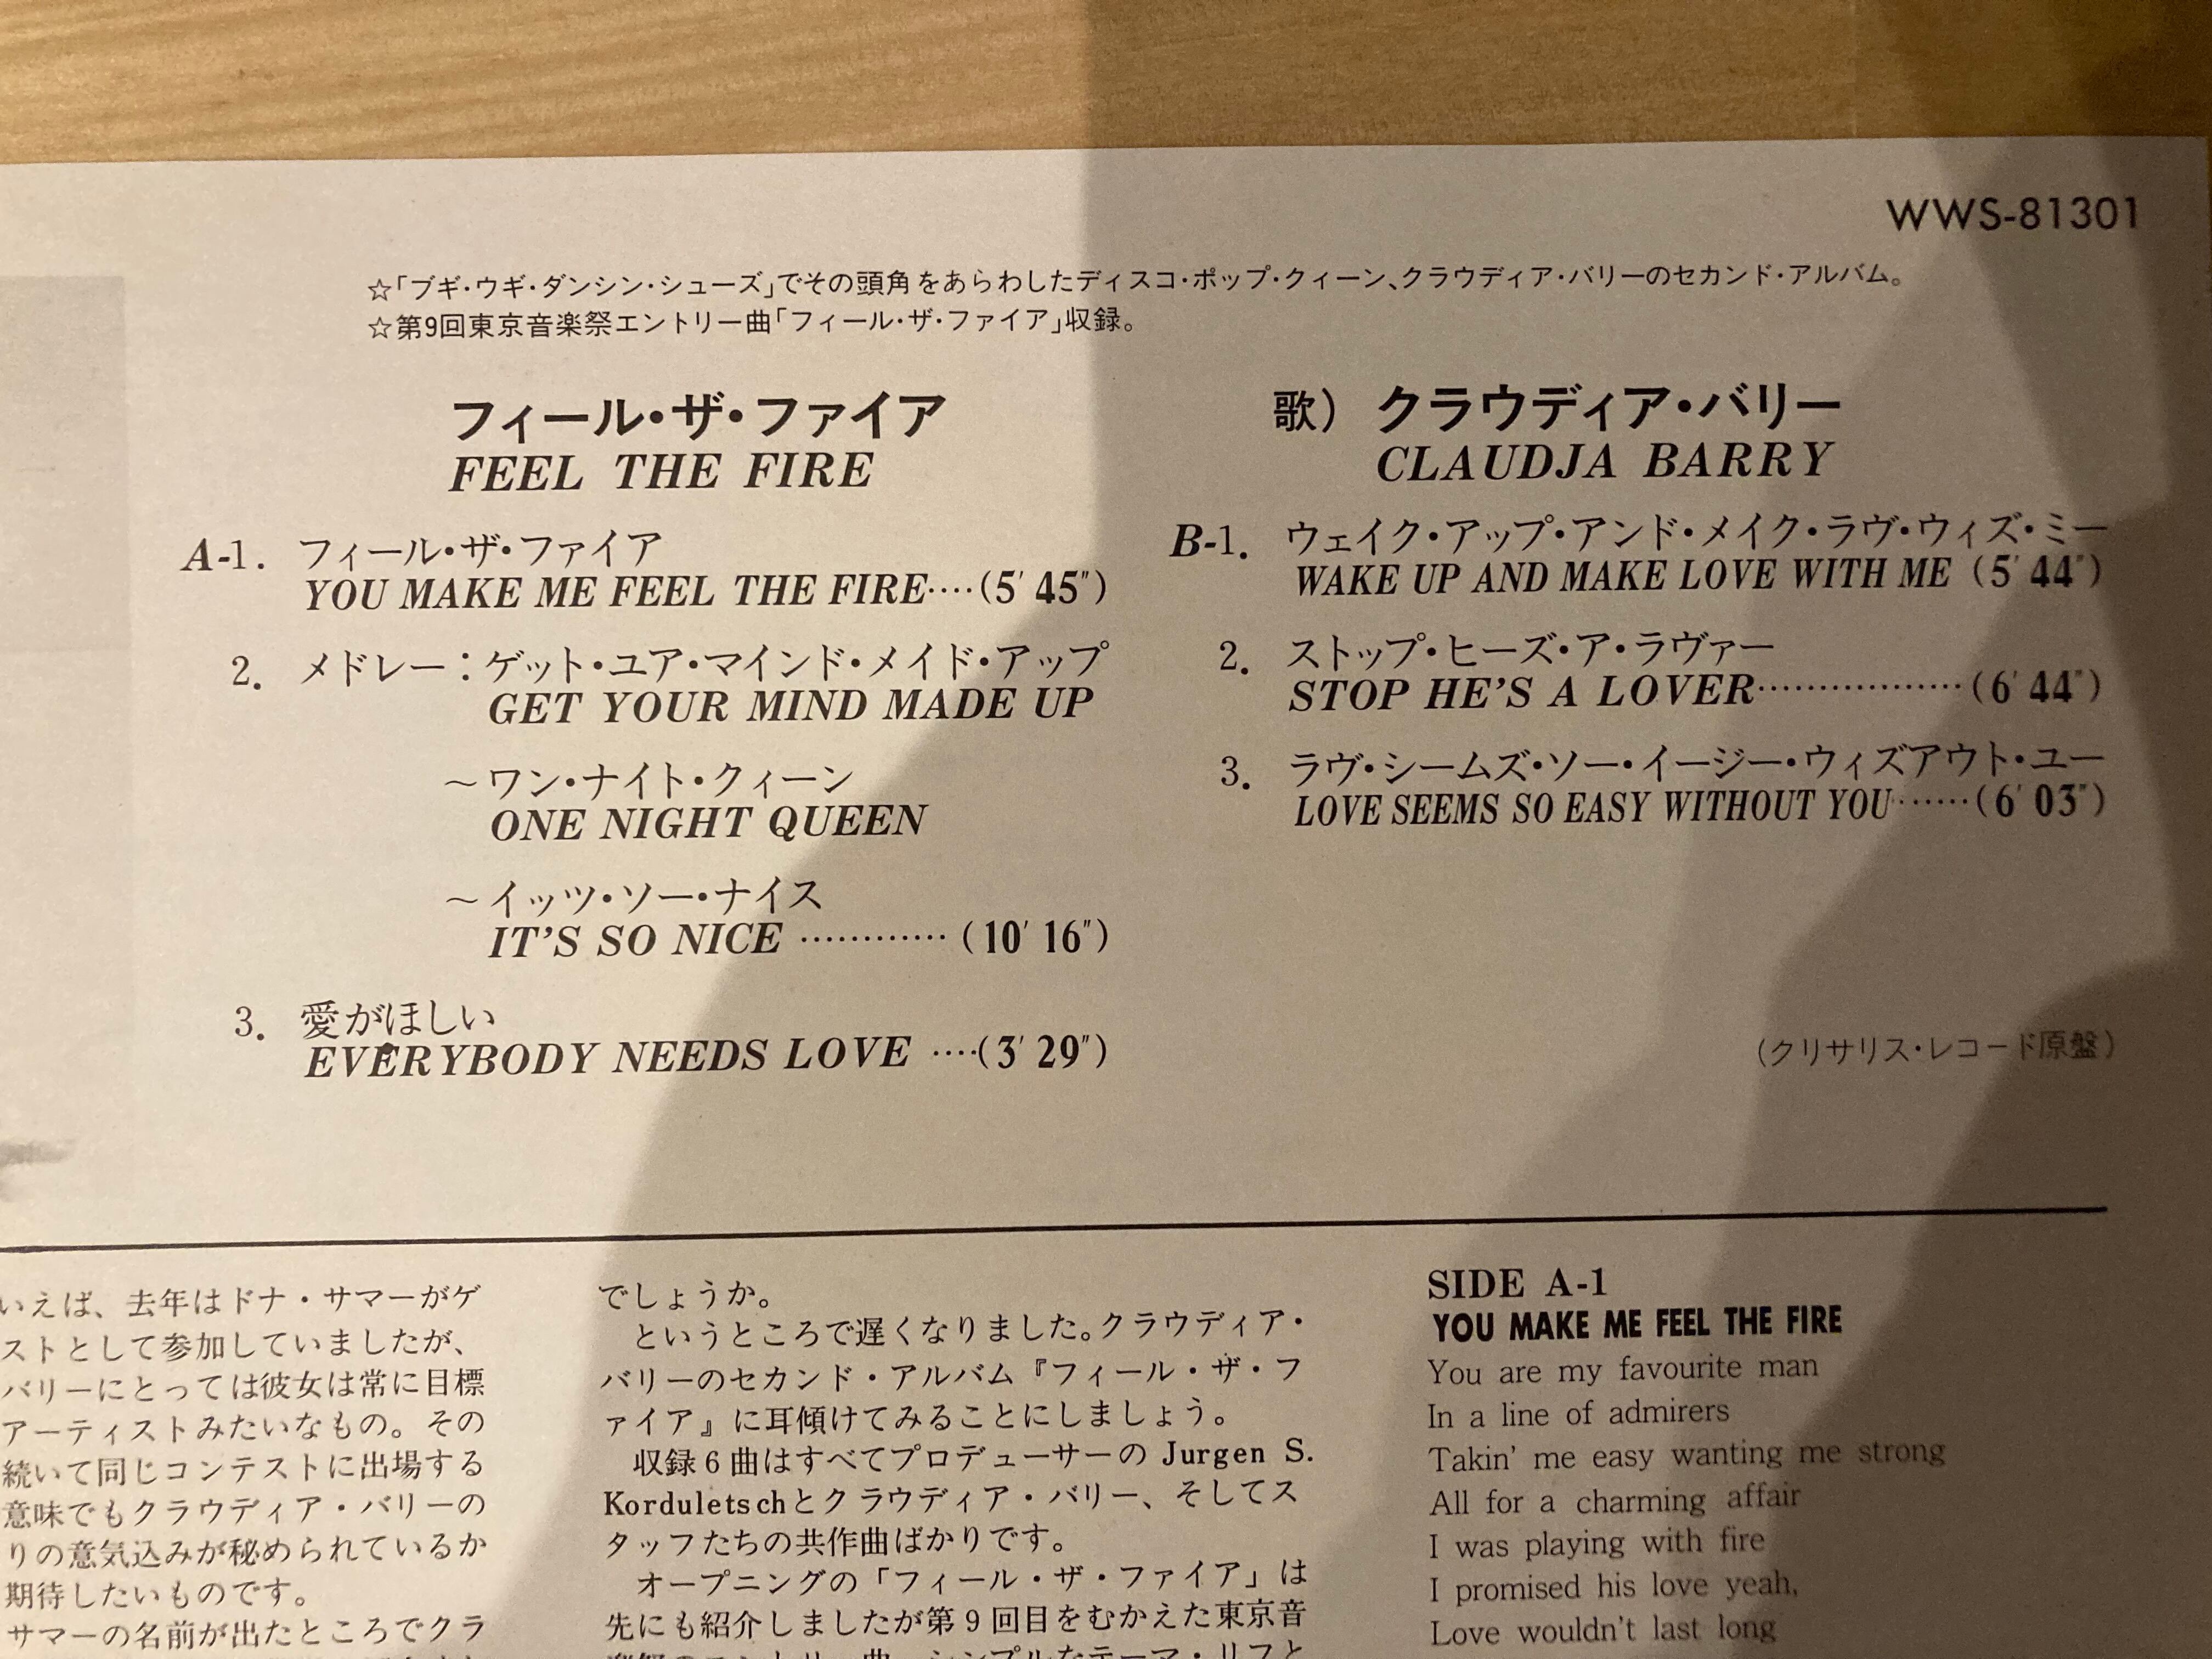 WWS-81301
☆「ブギ・ウギ・ダンシン・シューズ」でその頭角をあらわしたディスコ・ポップ・クィーン、クラウディア・バリーのセカンド・アルバム。
☆第9回東京音楽祭エントリー曲「フィール・ザ・ファイア」収録。
フィール・ザ・ファイア
FEEL THE FIRE
歌) クラウディア・バリー
CLAUDJA BARRY
A-1. フィール・ザ・ファイア
YOU MAKE ME FEEL THE FIRE····(5′ 45″)
2. メドレー：ゲット・ユア・マインド・メイド・アップ
GET YOUR MIND MADE UP
～ワン・ナイト・クィーン
ONE NIGHT QUEEN
～イッツ・ソー・ナイス
IT'S SO NICE ············ (10′ 16″)
3. 愛がほしい
EVERYBODY NEEDS LOVE ····(3′ 29″)
B-1. ウェイク・アップ・アンド・メイク・ラヴ・ウィズ・ミー
WAKE UP AND MAKE LOVE WITH ME (5′ 44″)
2. ストップ・ヒーズ・ア・ラヴァー
STOP HE'S A LOVER··················(6′ 44″)
3. ラヴ・シームズ・ソー・イージー・ウィズアウト・ユー
LOVE SEEMS SO EASY WITHOUT YOU·······(6′ 03″)
(クリサリス・レコード原盤)
いえば、去年はドナ・サマーがゲ
ストとして参加していましたが、
バリーにとっては彼女は常に目標
アーティストみたいなもの。その
続いて同じコンテストに出場する
意味でもクラウディア・バリーの
りの意気込みが秘められているか
期待したいものです。
サマーの名前が出たところでクラ
でしょうか。
というところで遅くなりました。クラウディア・
バリーのセカンド・アルバム『フィール・ザ・フ
ァイア』に耳傾けてみることにしましょう。
収録6曲はすべてプロデューサーの Jurgen S.
Korduletschとクラウディア・バリー、そしてス
タッフたちの共作曲ばかりです。
オープニングの「フィール・ザ・ファイア」は
先にも紹介しましたが第9回目をむかえた東京音
SIDE A-1
YOU MAKE ME FEEL THE FIRE
You are my favourite man
In a line of admirers
Takin' me easy wanting me strong
All for a charming affair
I was playing with fire
I promised his love yeah,
Love wouldn't last long